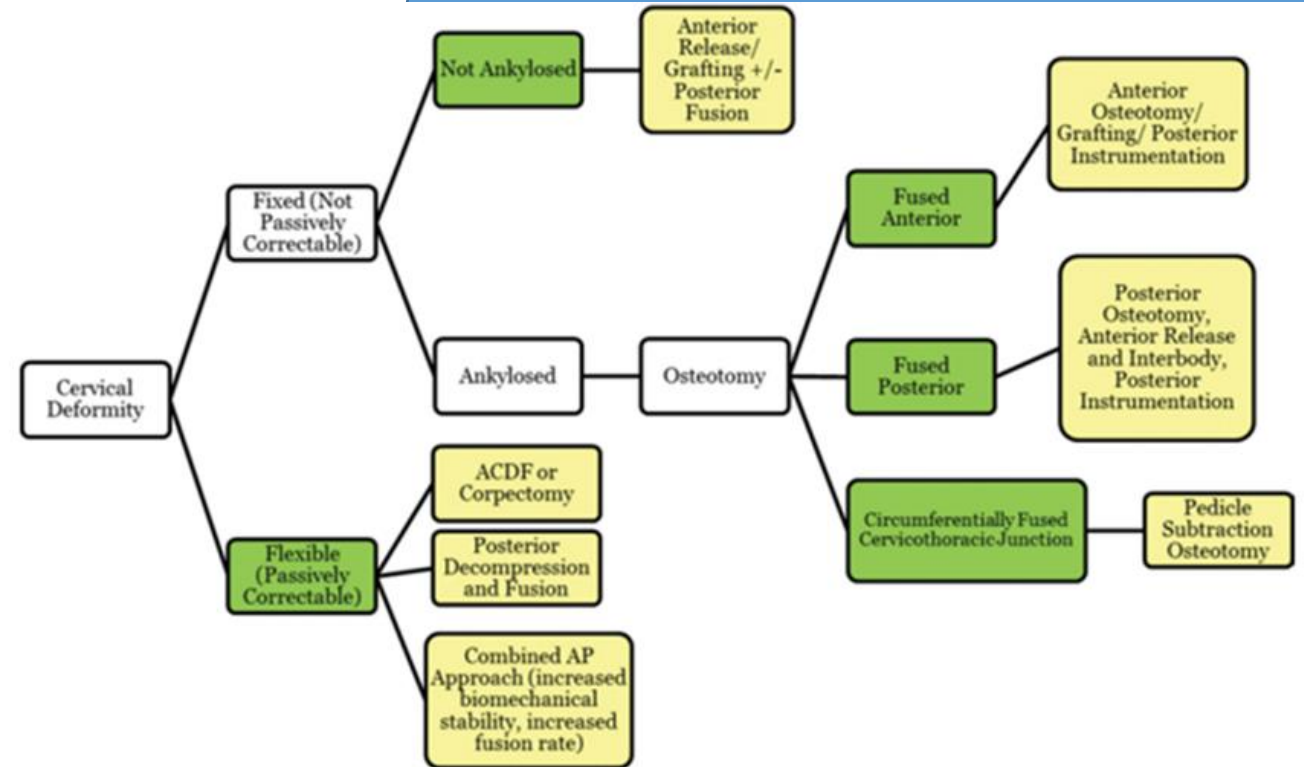 Cervical
Deformity
Fixed (Not
Passively
Correctable)
Not Ankylosed
Anterior
Release/
Grafting +/-
Posterior
Fusion
Ankylosed
Osteotomy
Fused
Anterior
Anterior
Osteotomy/
Grafting/ Posterior
Instrumentation
Fused
Posterior
Posterior
Osteotomy,
Anterior Release
and Interbody,
Posterior
Instrumentation
Circumferentially Fused
Cervicothoracic Junction
Pedicle
Subtraction
Osteotomy
Flexible
(Passively
Correctable)
ACDF or
Corpectomy
Posterior
Decompression
and Fusion
Combined AP
Approach (increased
biomechanical
stability, increased
fusion rate)